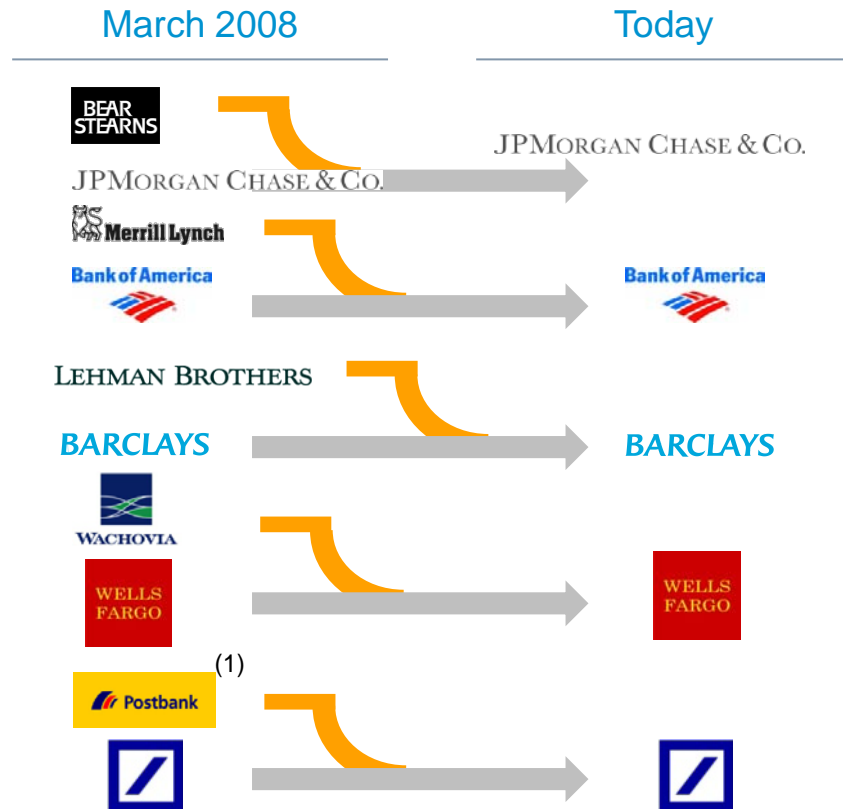 March 2008
Today
BEAR
STEARNS
JPMORGAN CHASE & CO.
JPMORGAN CHASE & CO.
Merrill Lynch
Bank of America
Bank of America
LEHMAN BROTHERS
BARCLAYS
BARCLAYS
WACHOVIA
WELLS
FARGO
WELLS
FARGO
(1)
Postbank